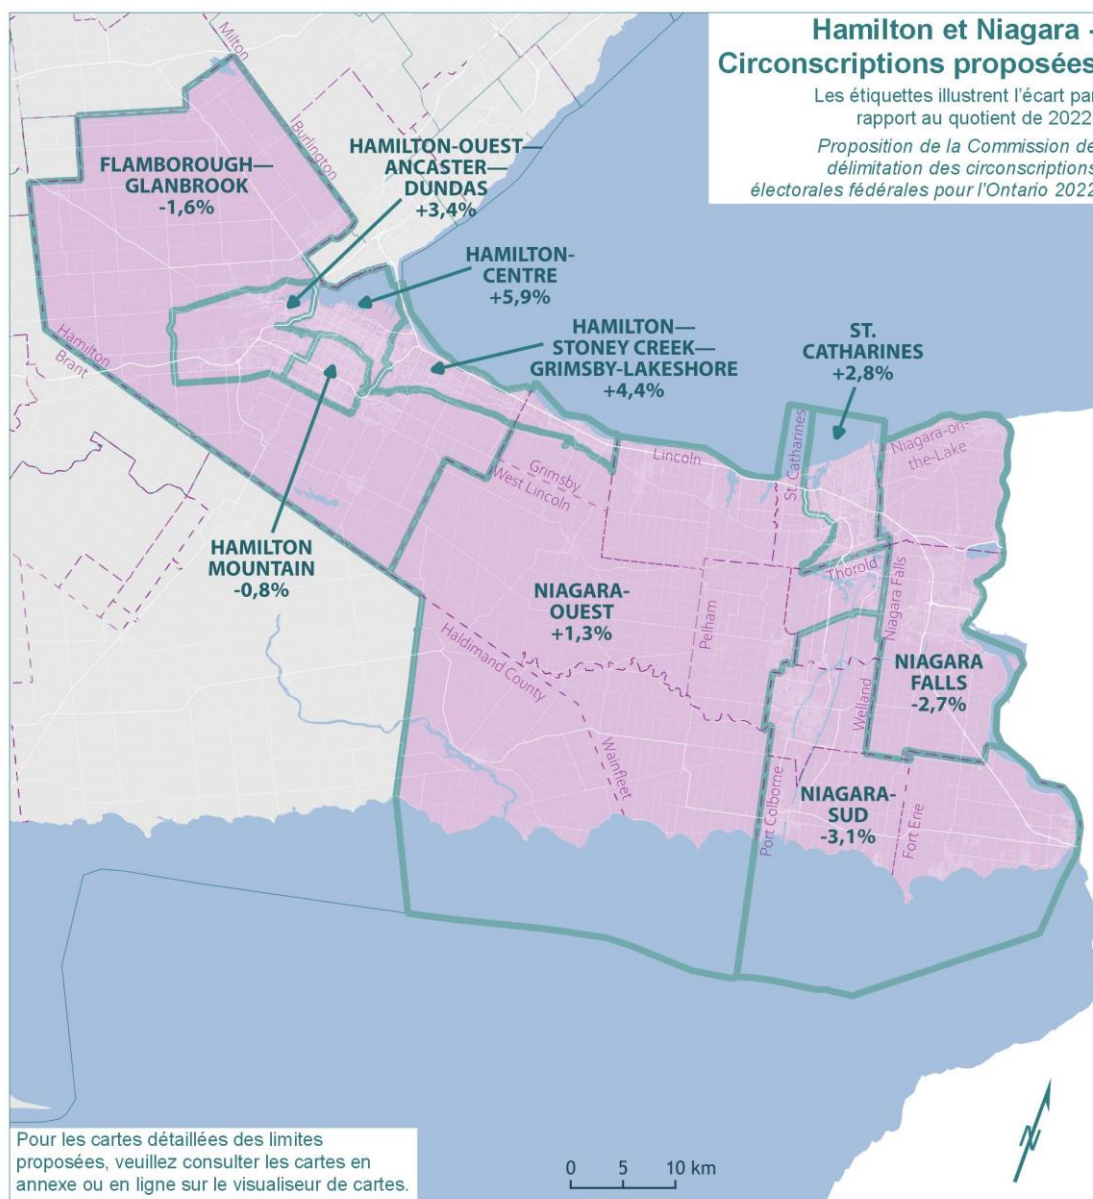 Hamilton et Niagara -
Circonscriptions proposées
Les étiquettes illustrent l'écart par
rapport au quotient de 2022
Proposition de la Commission de
délimitation des circonscriptions
électorales fédérales pour l'Ontario 2022
Milton
Burlington
FLAMBOROUGH—
GLANBROOK
-1,6%
HAMILTON-OUEST—
ANCASTER—
DUNDAS
+3,4%
HAMILTON-
CENTRE
+5,9%
HAMILTON—
STONEY CREEK—
GRIMSBY-LAKESHORE
+4,4%
ST.
CATHARINES
+2,8%
Hamilton
Brant
Grimsby
West Lincoln
Lincoln
St. Catharines
Niagara-on-
the-Lake
HAMILTON
MOUNTAIN
-0,8%
NIAGARA-
OUEST
+1,3%
Thorold
Niagara Falls
Pelham
Haldimand County
Welland
NIAGARA
FALLS
-2,7%
Wainfleet
Port Colborne
NIAGARA-
SUD
-3,1%
Fort Erie
Pour les cartes détaillées des limites
proposées, veuillez consulter les cartes en
annexe ou en ligne sur le visualiseur de cartes.
0 5 10 km
N